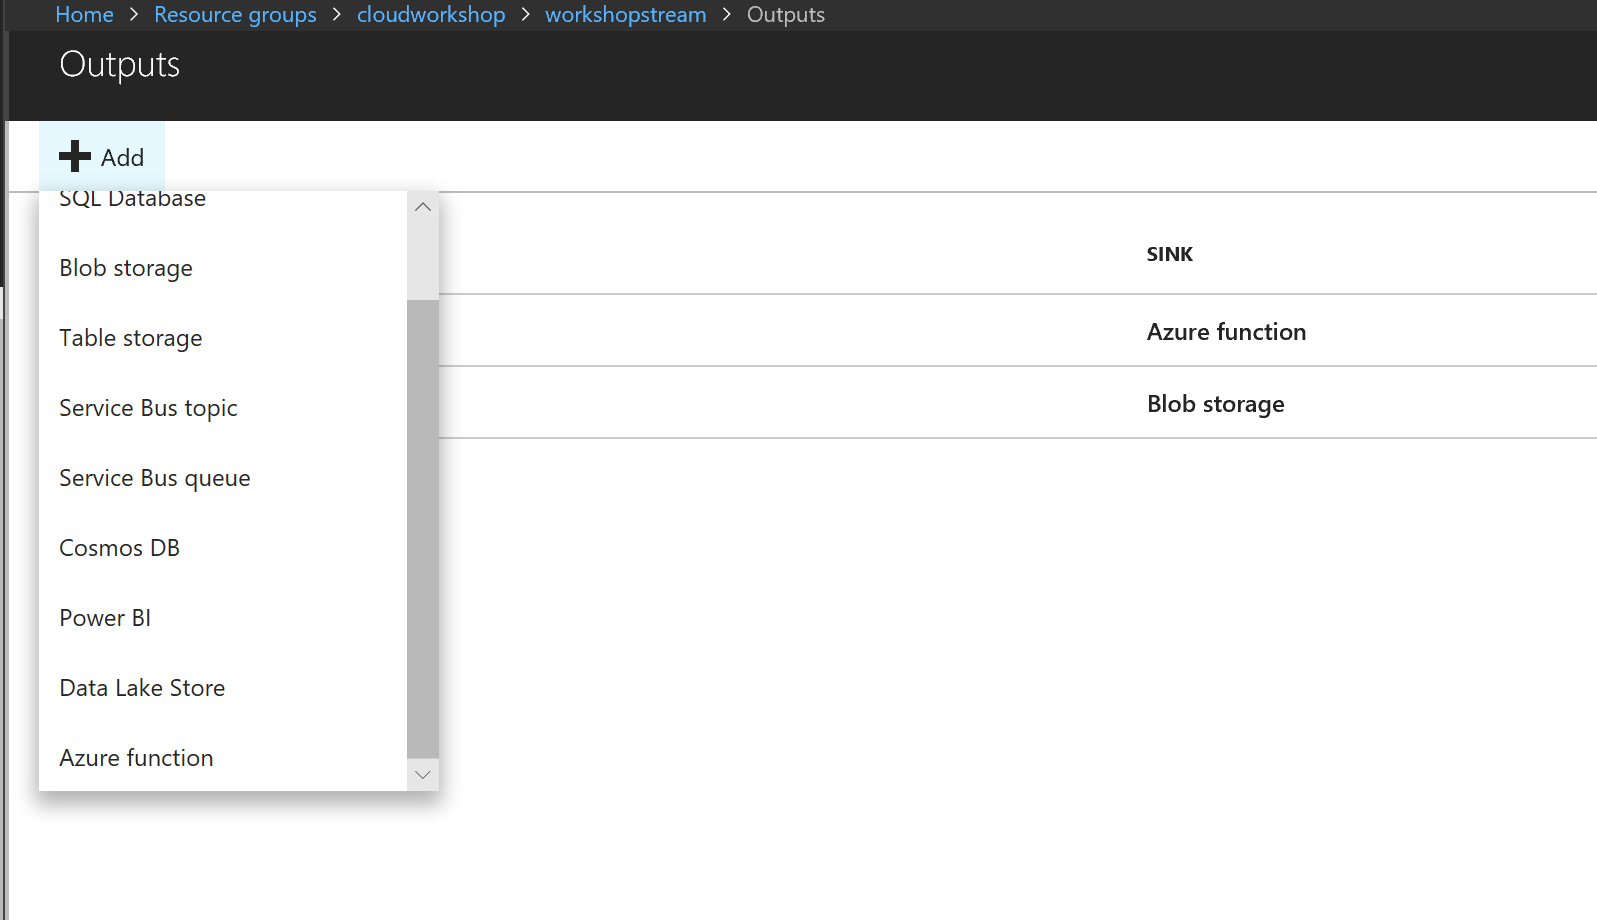 Home > Resource groups > cloudworkshop > workshopstream > Outputs
Outputs
Add
SQL Database
Blob storage
Table storage
Service Bus topic
Service Bus queue
Cosmos DB
Power BI
Data Lake Store
Azure function
SINK
Azure function
Blob storage